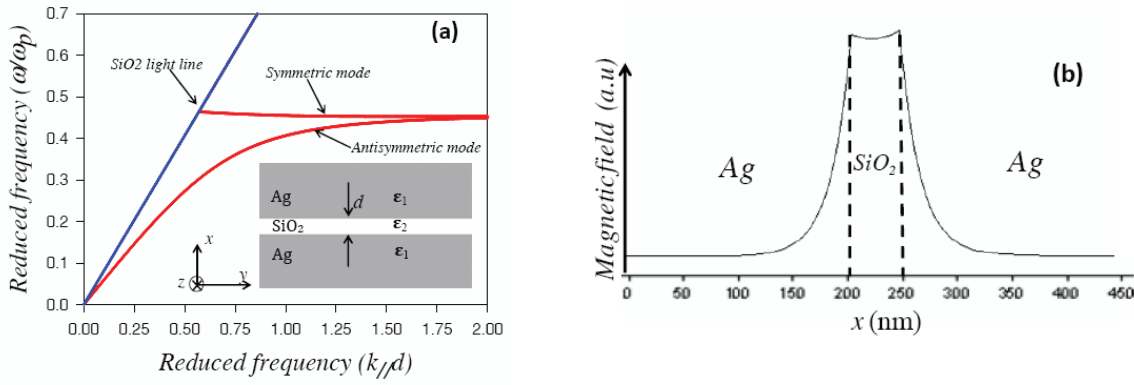 (a)
Reduced frequency (ω/ωp)
0.7
0.6
0.5
0.4
0.3
0.2
0.1
0.0
SiO2 light line
Symmetric mode
Antisymmetric mode
Ag d ε1
SiO2 ε2
Ag ε1
x
z y
0.00 0.25 0.50 0.75 1.00 1.25 1.50 1.75 2.00
Reduced frequency (k//d)
(b)
Magneticfield (a.u)
Ag SiO2 Ag
0 50 100 150 200 250 300 350 400 450
x (nm)